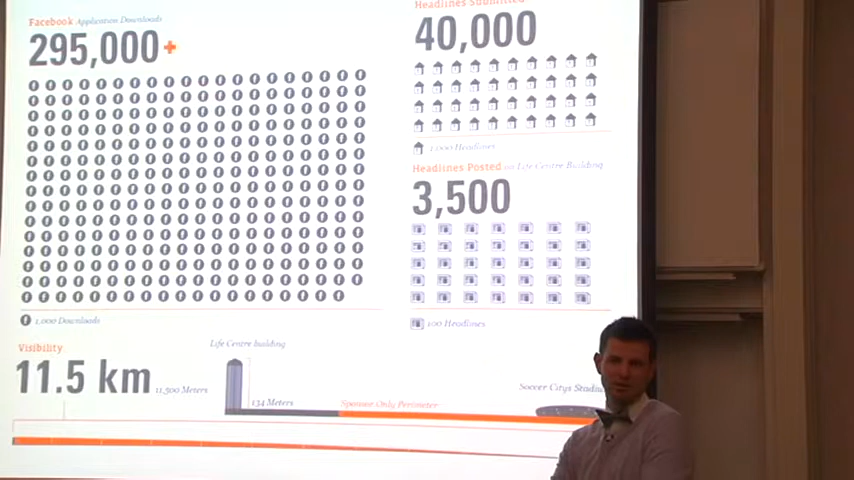 Facebook Application Downloads
295,000+
1,000 Downloads
Headlines Submitted
40,000
1,000 Headlines
Headlines Posted on Life Centre Building
3,500
100 Headlines
Visibility
11.5 km 11,500 Meters
Life Centre building
134 Meters
Sponsor Only Perimeter
Soccer Citys Stadiu